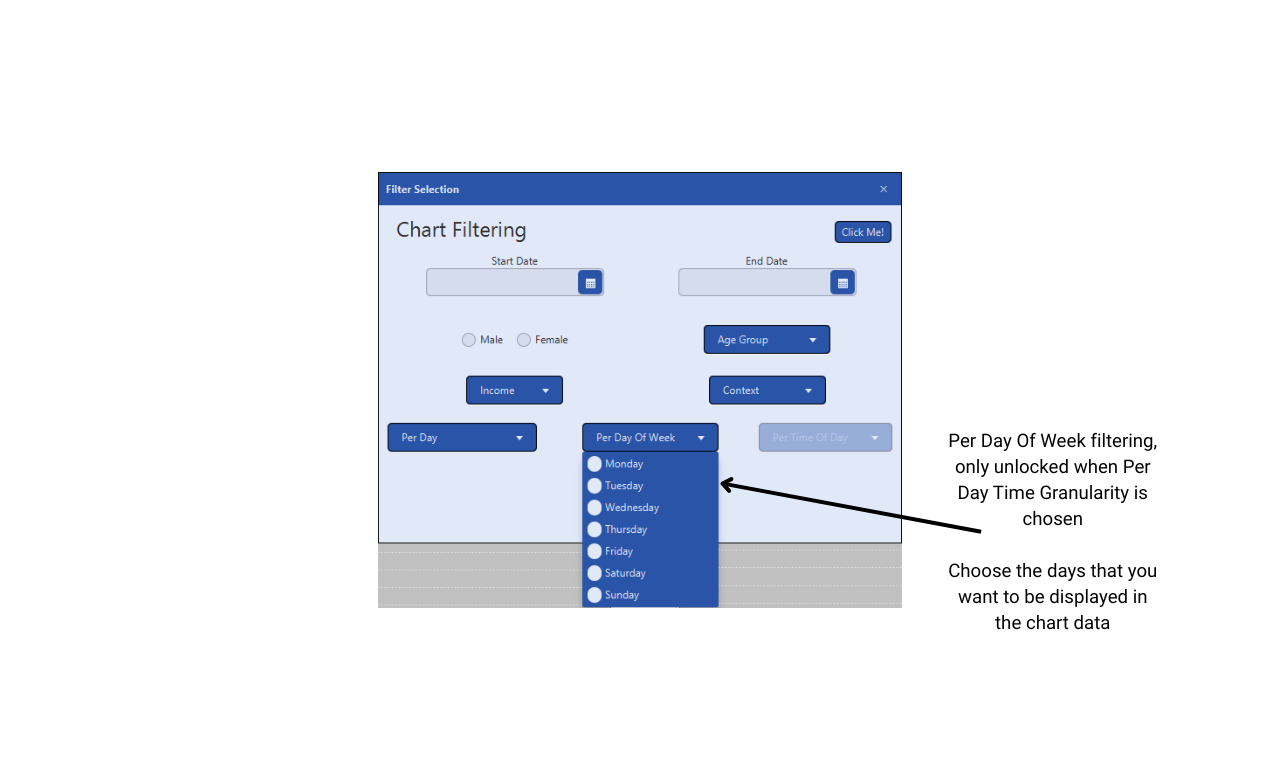 Filter Selection
Chart Filtering
Click Me!
Start Date
End Date
Male
Female
Age Group
Income
Context
Per Day
Per Day Of Week
Per Time Of Day
Monday
Tuesday
Wednesday
Thursday
Friday
Saturday
Sunday
Per Day Of Week filtering,
only unlocked when Per
Day Time Granularity is
chosen
Choose the days that you
want to be displayed in
the chart data